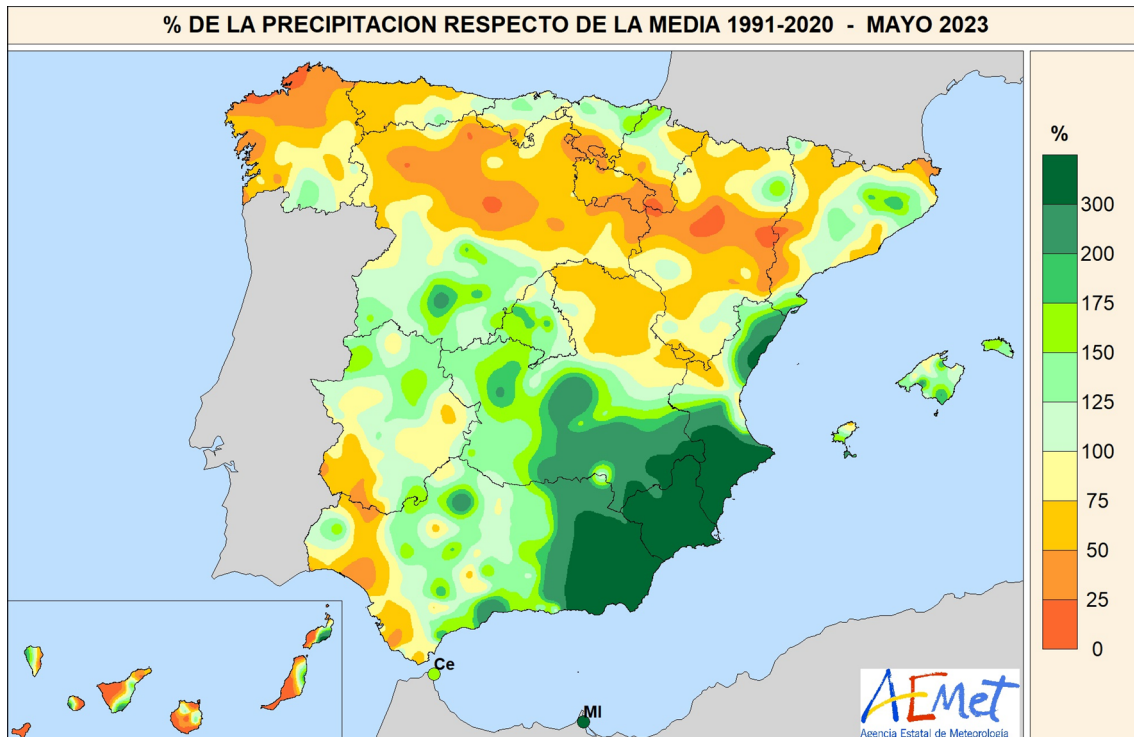 % DE LA PRECIPITACION RESPECTO DE LA MEDIA 1991-2020 - MAYO 2023
%
300
200
175
150
125
100
75
50
25
0
Ce
Ml
AEMet
Agencia Estatal de Meteorología